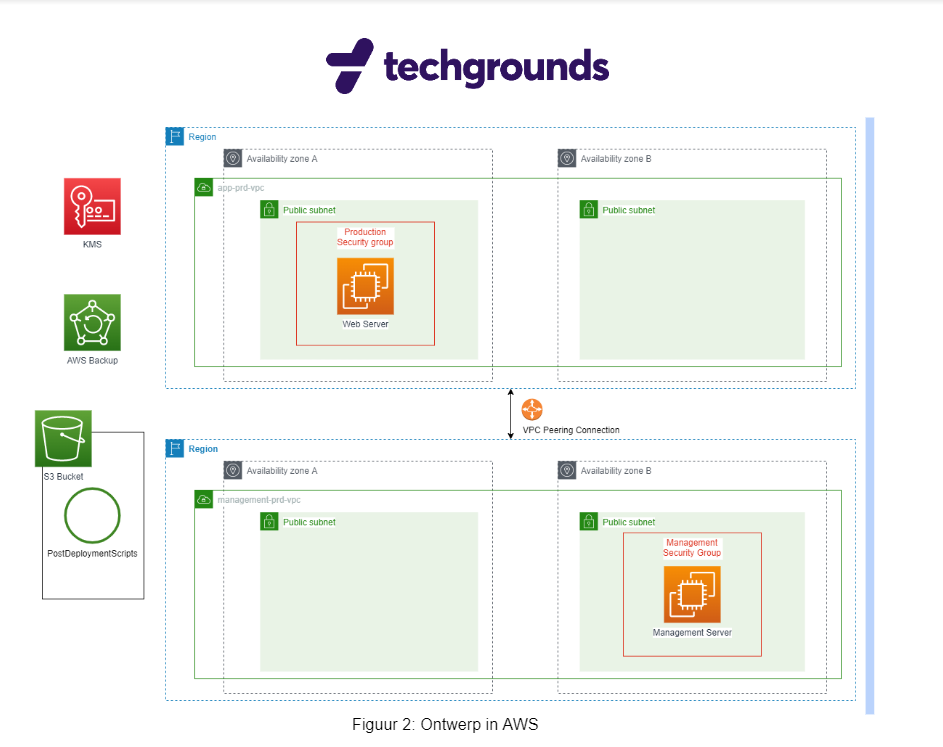 techgrounds
Region
Availability zone A
Availability zone B
app-prd-vpc
Public subnet
Public subnet
Production
Security group
Web Server
KMS
AWS Backup
VPC Peering Connection
S3 Bucket
PostDeploymentScripts
Region
Availability zone A
Availability zone B
management-prd-vpc
Public subnet
Public subnet
Management
Security Group
Management Server
Figuur 2: Ontwerp in AWS